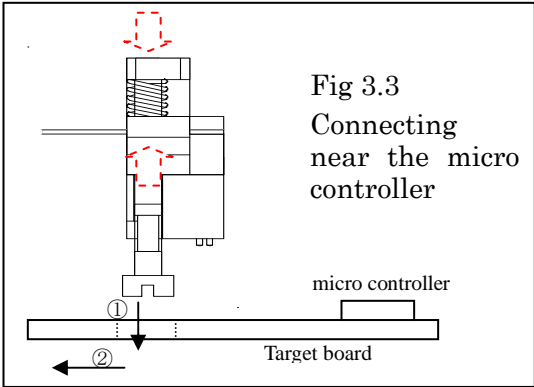 Fig 3.3
Connecting
near the micro
controller
micro controller
①
②
Target board